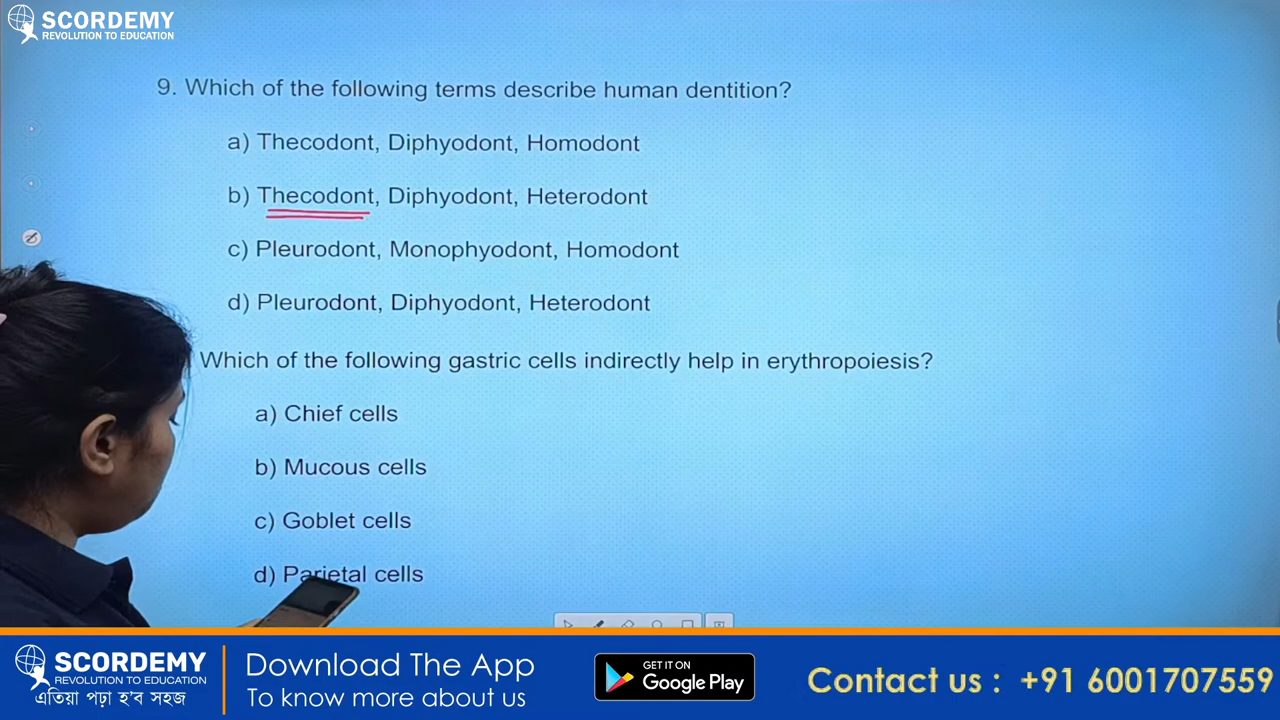 SCORDEMY
REVOLUTION TO EDUCATION
9. Which of the following terms describe human dentition?
a) Thecodont, Diphyodont, Homodont
b) Thecodont, Diphyodont, Heterodont
c) Pleurodont, Monophyodont, Homodont
d) Pleurodont, Diphyodont, Heterodont
Which of the following gastric cells indirectly help in erythropoiesis?
a) Chief cells
b) Mucous cells
c) Goblet cells
d) Parietal cells
SCORDEMY
REVOLUTION TO EDUCATION
এতিয়া পঢ়া হ'ব সহজ
Download The App
To know more about us
GET IT ON
Google Play
Contact us : +91 6001707559